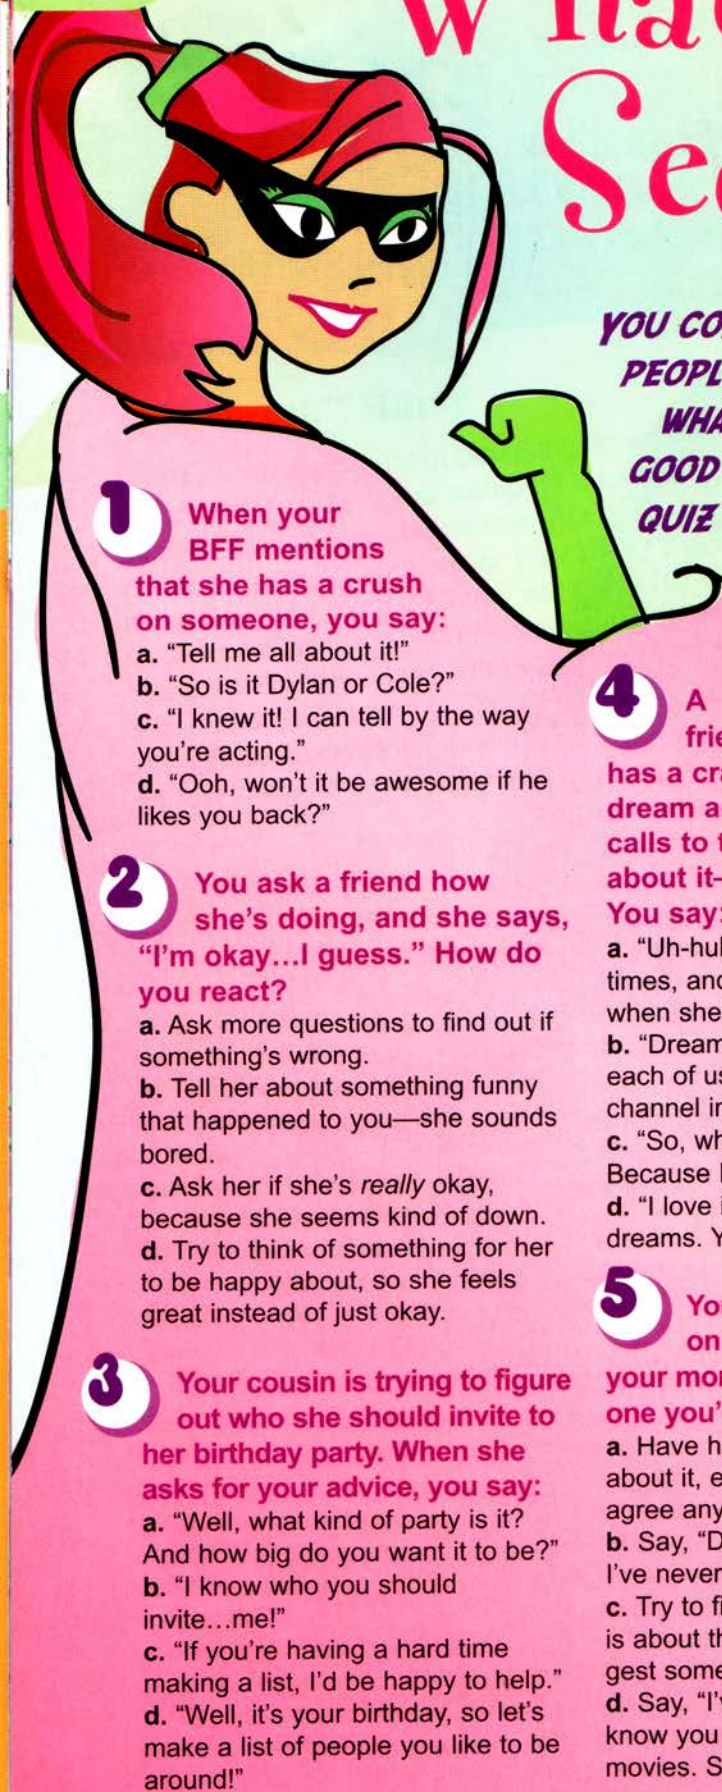 What
Sec
YOU CO
PEOPL
WHA
GOOD
QUIZ
1 When your
BFF mentions
that she has a crush
on someone, you say:
a. “Tell me all about it!”
b. “So is it Dylan or Cole?”
c. “I knew it! I can tell by the way
you’re acting.”
d. “Ooh, won’t it be awesome if he
likes you back?”
2 You ask a friend how
she’s doing, and she says,
“I’m okay...I guess.” How do
you react?
a. Ask more questions to find out if
something’s wrong.
b. Tell her about something funny
that happened to you—she sounds
bored.
c. Ask her if she’s really okay,
because she seems kind of down.
d. Try to think of something for her
to be happy about, so she feels
great instead of just okay.
3 Your cousin is trying to figure
out who she should invite to
her birthday party. When she
asks for your advice, you say:
a. “Well, what kind of party is it?
And how big do you want it to be?”
b. “I know who you should
invite...me!”
c. “If you’re having a hard time
making a list, I’d be happy to help.”
d. “Well, it’s your birthday, so let’s
make a list of people you like to be
around!”
4 A
frie
has a cra
dream a
calls to t
about it—
You say:
a. “Uh-huh
times, and
when she
b. “Dream
each of us
channel in
c. “So, wh
Because
d. “I love i
dreams. Y
5 You
on
your mor
one you’
a. Have h
about it, e
agree any
b. Say, “D
I’ve never
c. Try to fi
is about th
gest some
d. Say, “I’v
know you
movies. S